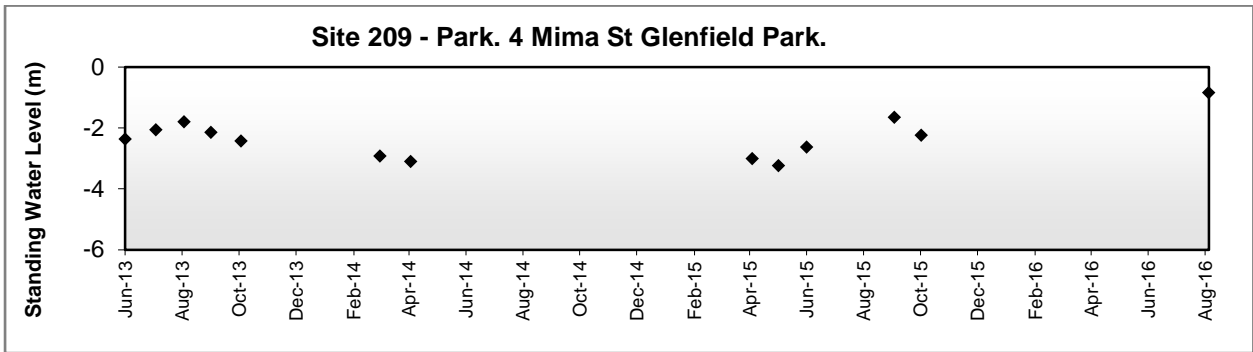 Site 209 - Park. 4 Mima St Glenfield Park.
Standing Water Level (m)
0
-2
-4
-6
Jun-13
Aug-13
Oct-13
Dec-13
Feb-14
Apr-14
Jun-14
Aug-14
Oct-14
Dec-14
Feb-15
Apr-15
Jun-15
Aug-15
Oct-15
Dec-15
Feb-16
Apr-16
Jun-16
Aug-16